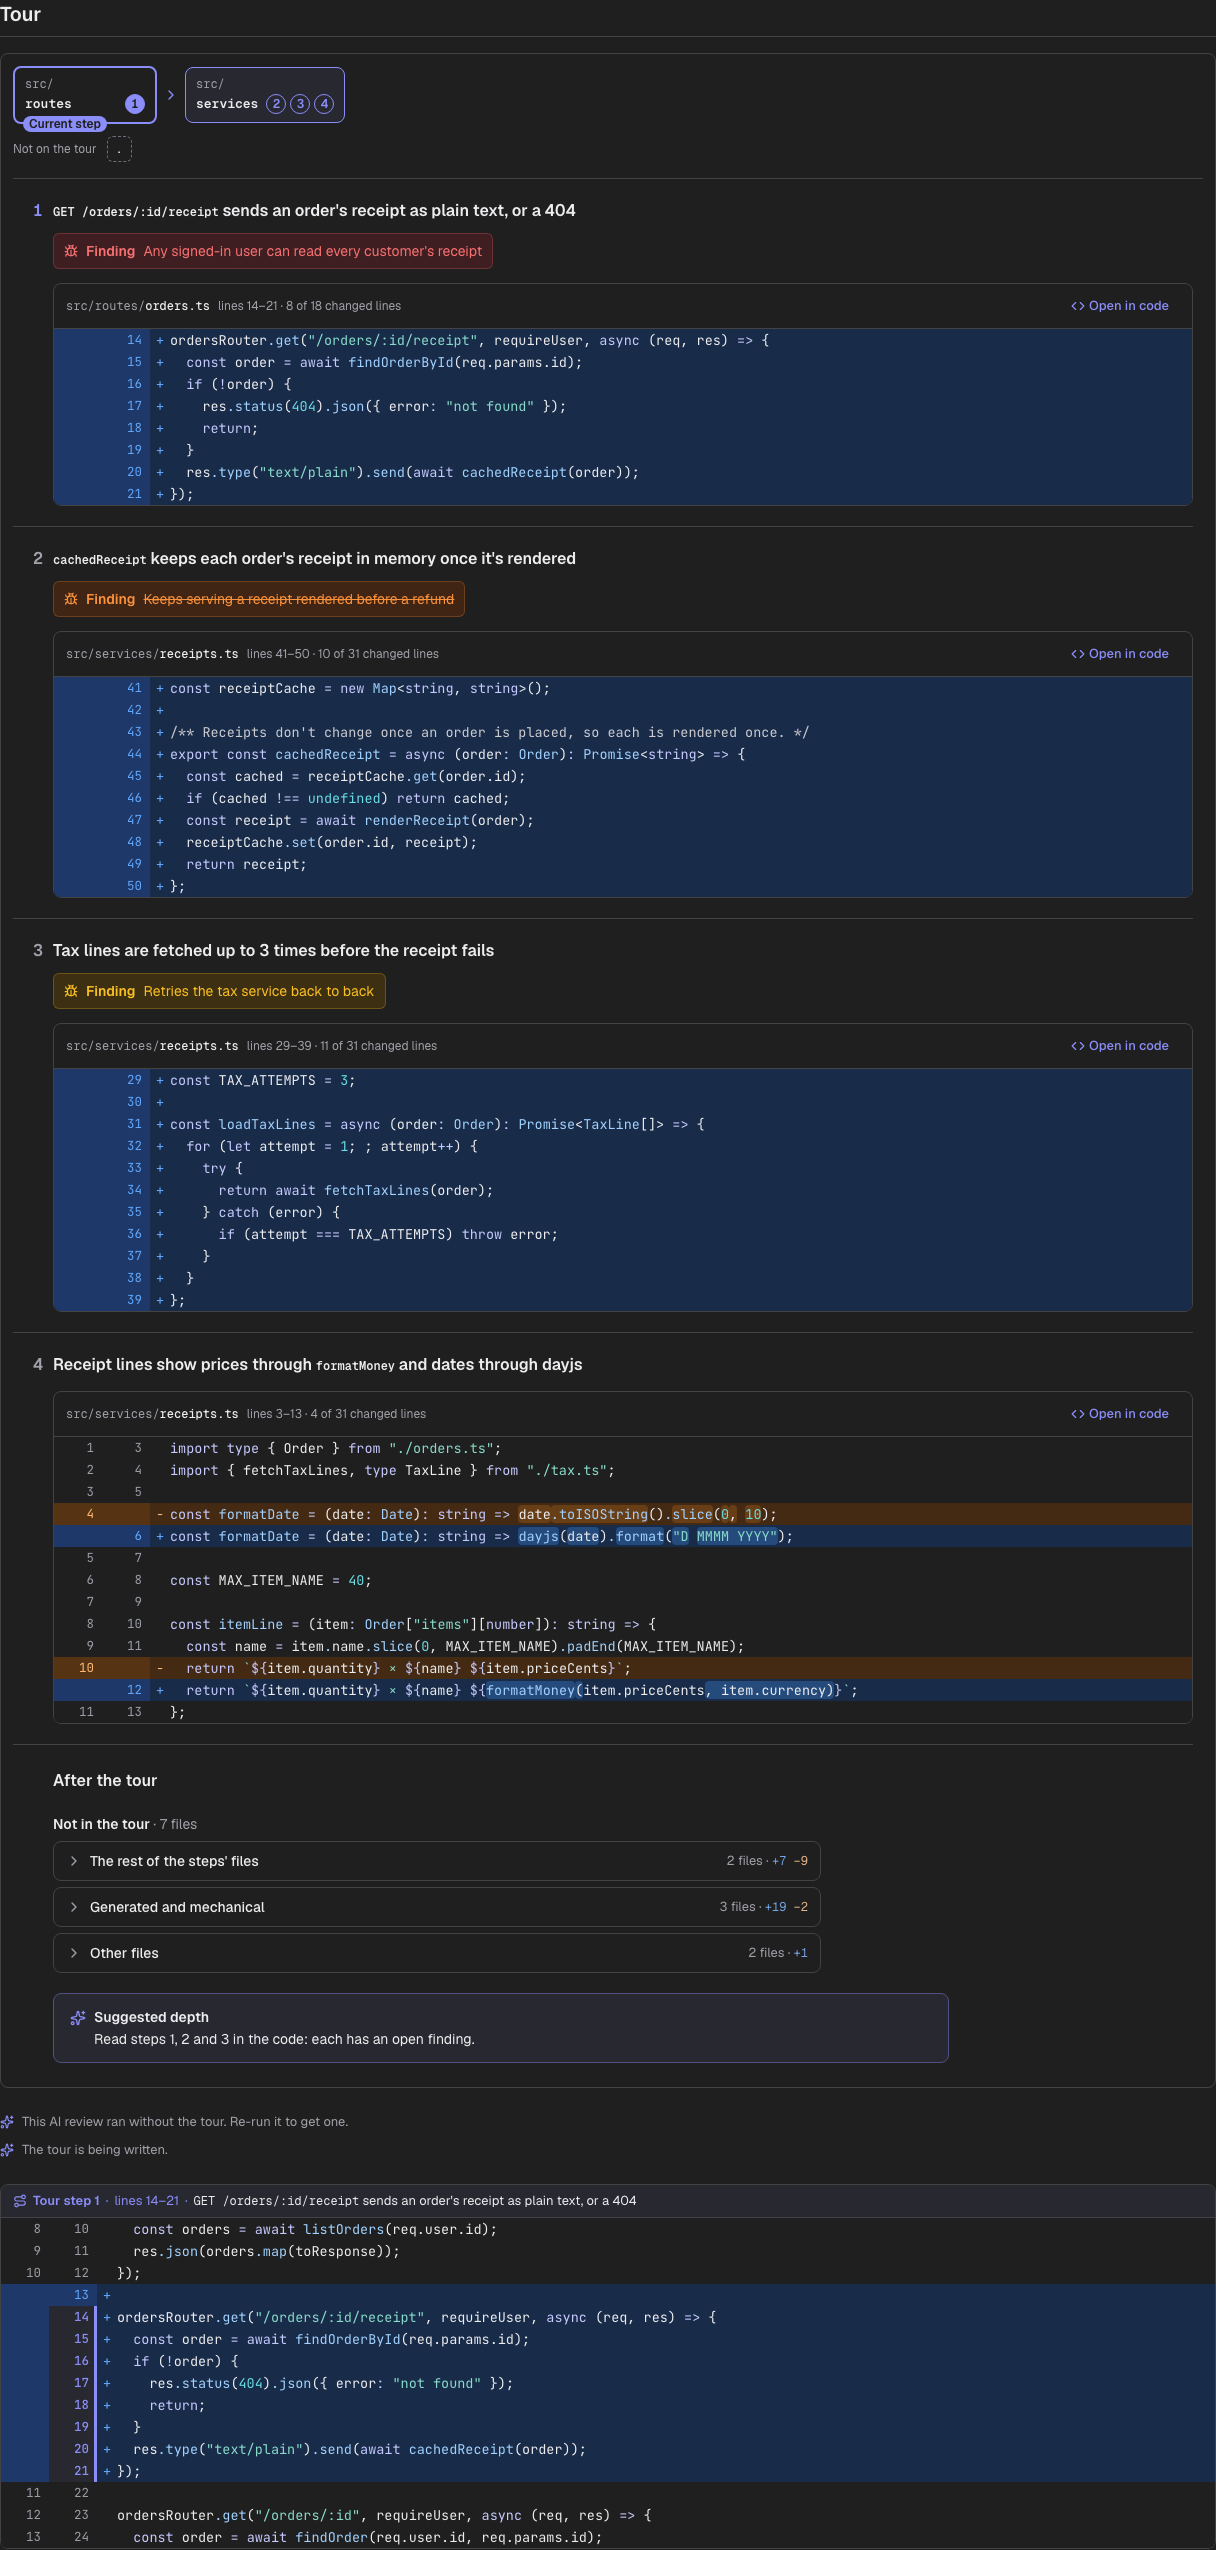 Tour
src/
routes 1
Current step
src/
services 2 3 4
Not on the tour .
1 GET /orders/:id/receipt sends an order's receipt as plain text, or a 404
Finding Any signed-in user can read every customer's receipt
src/routes/orders.ts lines 14–21 · 8 of 18 changed lines <> Open in code
14 + ordersRouter.get("/orders/:id/receipt", requireUser, async (req, res) => {
15 + const order = await findOrderById(req.params.id);
16 + if (!order) {
17 + res.status(404).json({ error: "not found" });
18 + return;
19 + }
20 + res.type("text/plain").send(await cachedReceipt(order));
21 + });
2 cachedReceipt keeps each order's receipt in memory once it's rendered
Finding Keeps serving a receipt rendered before a refund
src/services/receipts.ts lines 41–50 · 10 of 31 changed lines <> Open in code
41 + const receiptCache = new Map<string, string>();
42 +
43 + /** Receipts don't change once an order is placed, so each is rendered once. */
44 + export const cachedReceipt = async (order: Order): Promise<string> => {
45 + const cached = receiptCache.get(order.id);
46 + if (cached !== undefined) return cached;
47 + const receipt = await renderReceipt(order);
48 + receiptCache.set(order.id, receipt);
49 + return receipt;
50 + };
3 Tax lines are fetched up to 3 times before the receipt fails
Finding Retries the tax service back to back
src/services/receipts.ts lines 29–39 · 11 of 31 changed lines <> Open in code
29 + const TAX_ATTEMPTS = 3;
30 +
31 + const loadTaxLines = async (order: Order): Promise<TaxLine[]> => {
32 + for (let attempt = 1; ; attempt++) {
33 + try {
34 + return await fetchTaxLines(order);
35 + } catch (error) {
36 + if (attempt === TAX_ATTEMPTS) throw error;
37 + }
38 + }
39 + };
4 Receipt lines show prices through formatMoney and dates through dayjs
src/services/receipts.ts lines 3–13 · 4 of 31 changed lines <> Open in code
1 3 import type { Order } from "./orders.ts";
2 4 import { fetchTaxLines, type TaxLine } from "./tax.ts";
3 5
4 - const formatDate = (date: Date): string => date.toISOString().slice(0, 10);
6 + const formatDate = (date: Date): string => dayjs(date).format("D MMMM YYYY");
5 7
6 8 const MAX_ITEM_NAME = 40;
7 9
8 10 const itemLine = (item: Order["items"][number]): string => {
9 11 const name = item.name.slice(0, MAX_ITEM_NAME).padEnd(MAX_ITEM_NAME);
10 - return `${item.quantity} × ${name} ${item.priceCents}`;
12 + return `${item.quantity} × ${name} ${formatMoney(item.priceCents, item.currency)}`;
11 13 };
After the tour
Not in the tour · 7 files
The rest of the steps' files 2 files · +7 −9
Generated and mechanical 3 files · +19 −2
Other files 2 files · +1
Suggested depth
Read steps 1, 2 and 3 in the code: each has an open finding.
This AI review ran without the tour. Re-run it to get one.
The tour is being written.
Tour step 1 · lines 14–21 · GET /orders/:id/receipt sends an order's receipt as plain text, or a 404
8 10 const orders = await listOrders(req.user.id);
9 11 res.json(orders.map(toResponse));
10 12 });
13 +
14 + ordersRouter.get("/orders/:id/receipt", requireUser, async (req, res) => {
15 + const order = await findOrderById(req.params.id);
16 + if (!order) {
17 + res.status(404).json({ error: "not found" });
18 + return;
19 + }
20 + res.type("text/plain").send(await cachedReceipt(order));
21 + });
11 22
12 23 ordersRouter.get("/orders/:id", requireUser, async (req, res) => {
13 24 const order = await findOrder(req.user.id, req.params.id);